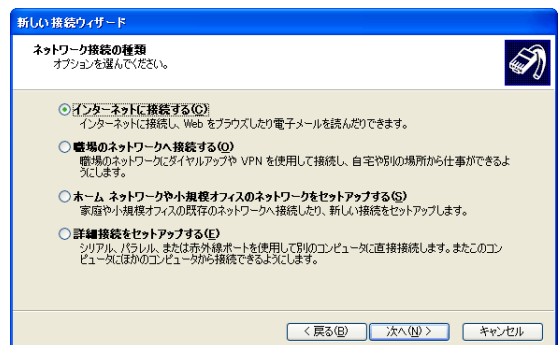 新しい接続ウィザード
ネットワーク接続の種類
オプションを選んでください。
インターネットに接続する(C)
インターネットに接続し、Web をブラウズしたり電子メールを読んだりできます。
職場のネットワークへ接続する(O)
職場のネットワークにダイヤルアップや VPN を使用して接続し、自宅や別の場所から仕事ができるよ
うにします。
ホーム ネットワークや小規模オフィスのネットワークをセットアップする(S)
家庭や小規模オフィスの既存のネットワークへ接続したり、新しい接続をセットアップします。
詳細接続をセットアップする(E)
シリアル、パラレル、または赤外線ポートを使用して別のコンピュータに直接接続します。またこのコン
ピュータにほかのコンピュータから接続できるようにします。
< 戻る(B) 次へ(N) > キャンセル